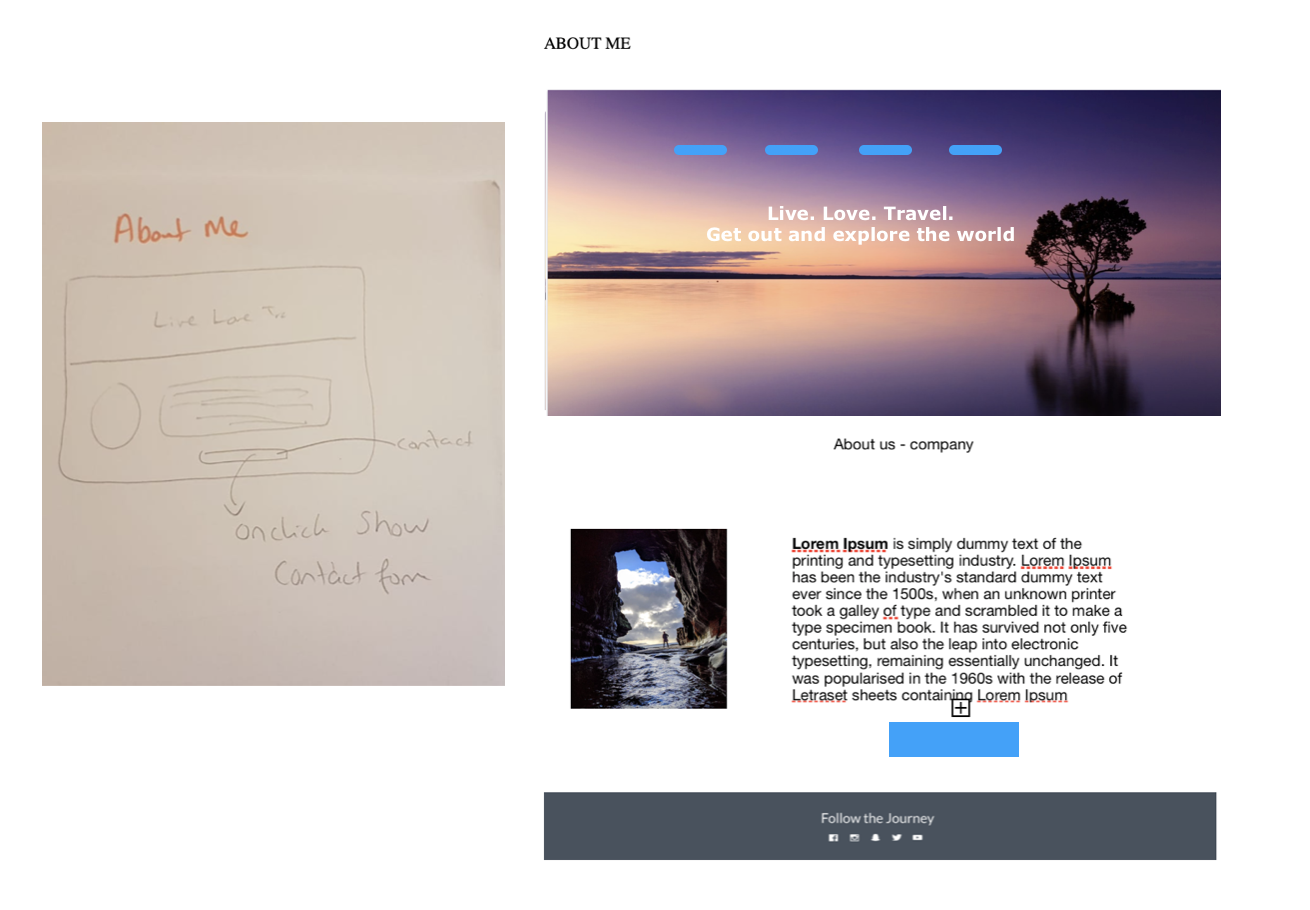 About Me
Live Love Tr
contact
onclick Show
Contact form
ABOUT ME
Live. Love. Travel.
Get out and explore the world
About us - company
Lorem Ipsum is simply dummy text of the
printing and typesetting industry. Lorem Ipsum
has been the industry's standard dummy text
ever since the 1500s, when an unknown printer
took a galley of type and scrambled it to make a
type specimen book. It has survived not only five
centuries, but also the leap into electronic
typesetting, remaining essentially unchanged. It
was popularised in the 1960s with the release of
Letraset sheets containing Lorem Ipsum
Follow the Journey